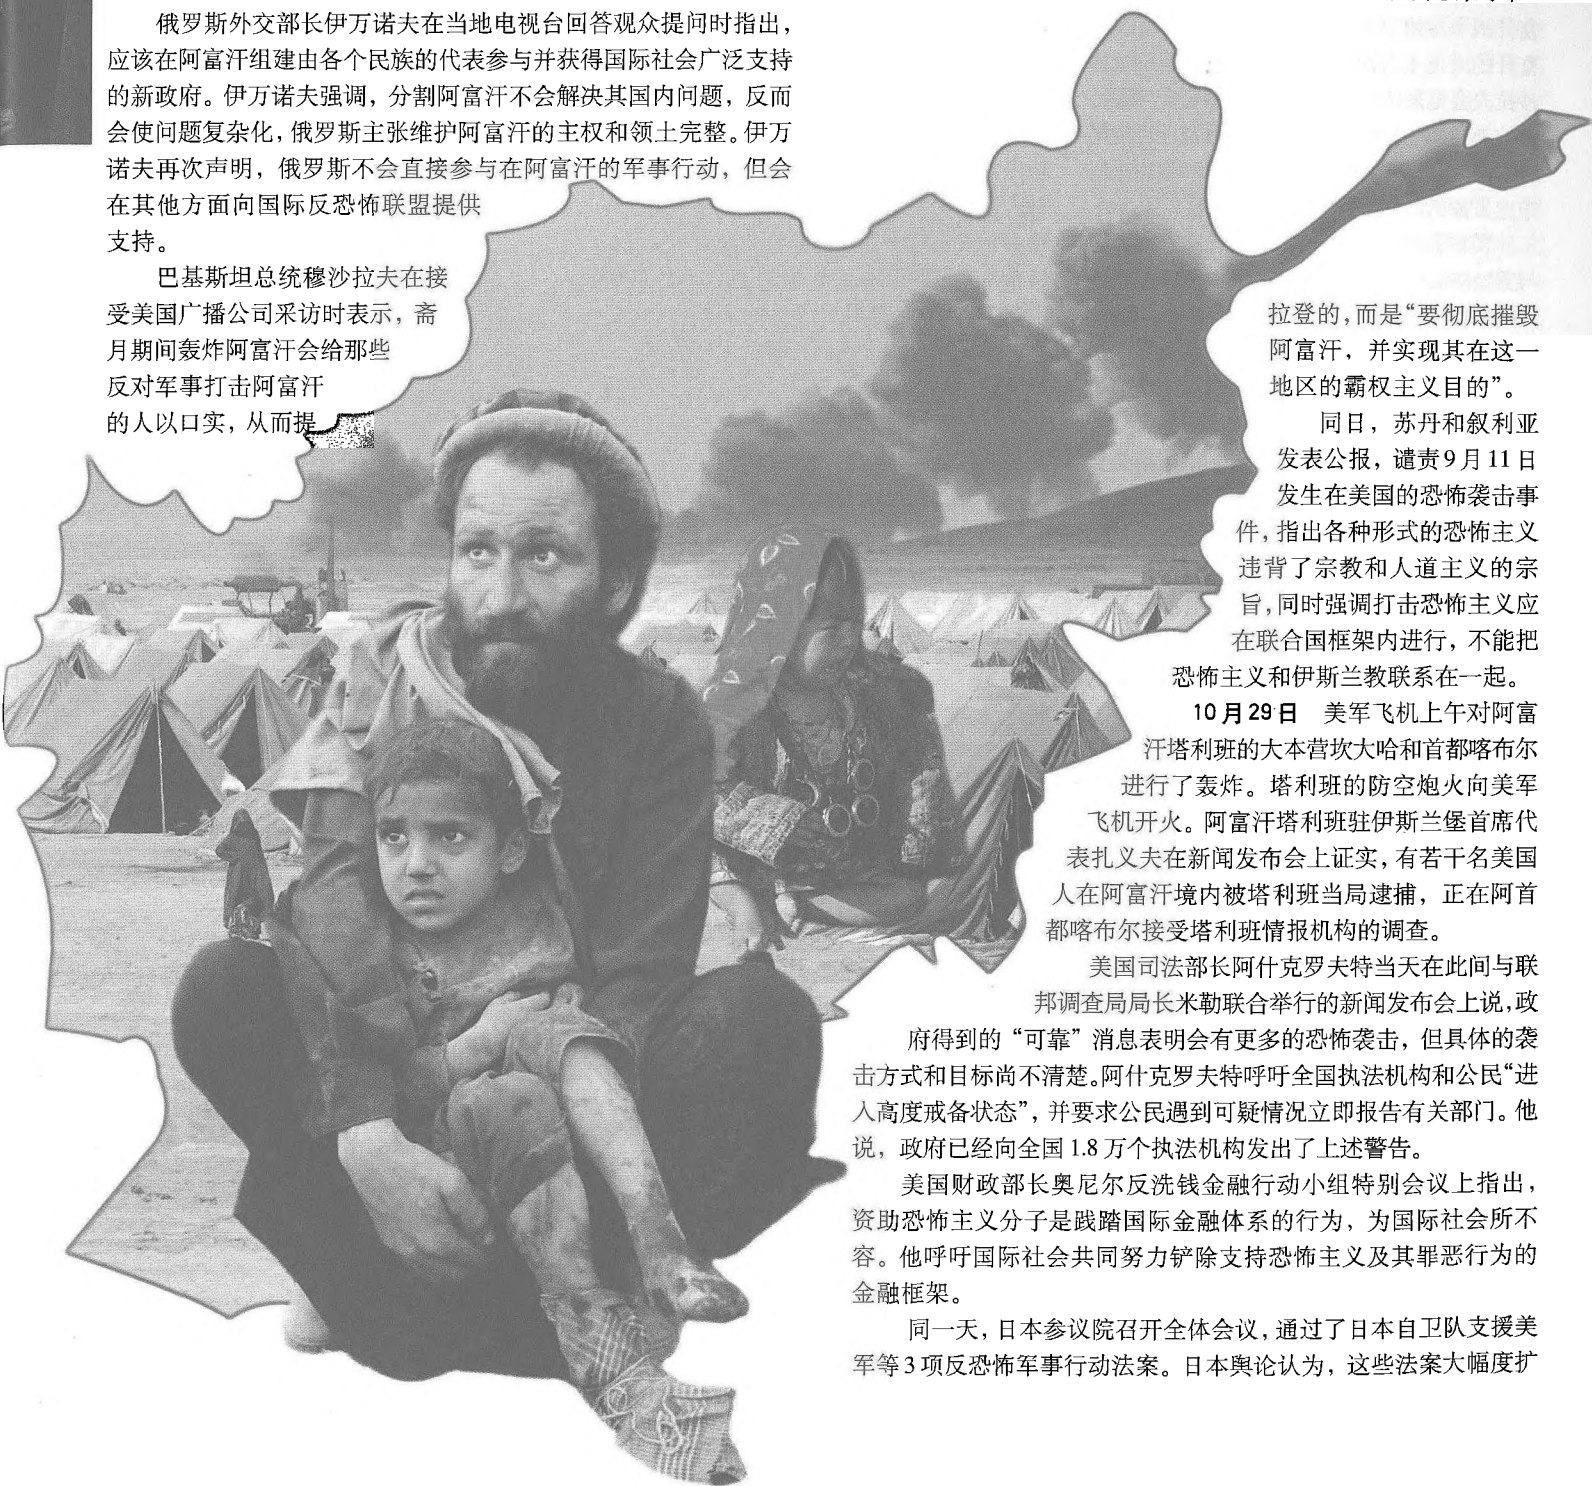 俄罗斯外交部长伊万诺夫在当地电视台回答观众提问时指出，
应该在阿富汗组建由各个民族的代表参与并获得国际社会广泛支持
的新政府。伊万诺夫强调，分割阿富汗不会解决其国内问题，反而
会使问题复杂化，俄罗斯主张维护阿富汗的主权和领土完整。伊万
诺夫再次声明，俄罗斯不会直接参与在阿富汗的军事行动，但会
在其他方面向国际反恐怖联盟提供
支持。
巴基斯坦总统穆沙拉夫在接
受美国广播公司采访时表示，斋
月期间轰炸阿富汗会给那些
反对军事打击阿富汗
的人以口实，从而提
拉登的，而是“要彻底摧毁
阿富汗，并实现其在这一
地区的霸权主义目的”。
同日，苏丹和叙利亚
发表公报，谴责9月11日
发生在美国的恐怖袭击事
件，指出各种形式的恐怖主义
违背了宗教和人道主义的宗
旨，同时强调打击恐怖主义应
在联合国框架内进行，不能把
恐怖主义和伊斯兰教联系在一起。
10月29日 美军飞机上午对阿富
汗塔利班的大本营坎大哈和首都喀布尔
进行了轰炸。塔利班的防空炮火向美军
飞机开火。阿富汗塔利班驻伊斯兰堡首席代
表扎义夫在新闻发布会上证实，有若干名美国
人在阿富汗境内被塔利班当局逮捕，正在阿首
都喀布尔接受塔利班情报机构的调查。
美国司法部长阿什克罗夫特当天在此间与联
邦调查局局长米勒联合举行的新闻发布会上说，政
府得到的“可靠”消息表明会有更多的恐怖袭击，但具体的袭
击方式和目标尚不清楚。阿什克罗夫特呼吁全国执法机构和公民“进
入高度戒备状态”，并要求公民遇到可疑情况立即报告有关部门。他
说，政府已经向全国1.8万个执法机构发出了上述警告。
美国财政部长奥尼尔反洗钱金融行动小组特别会议上指出，
资助恐怖主义分子是践踏国际金融体系的行为，为国际社会所不
容。他呼吁国际社会共同努力铲除支持恐怖主义及其罪恶行为的
金融框架。
同一天，日本参议院召开全体会议，通过了日本自卫队支援美
军等3项反恐怖军事行动法案。日本舆论认为，这些法案大幅度扩